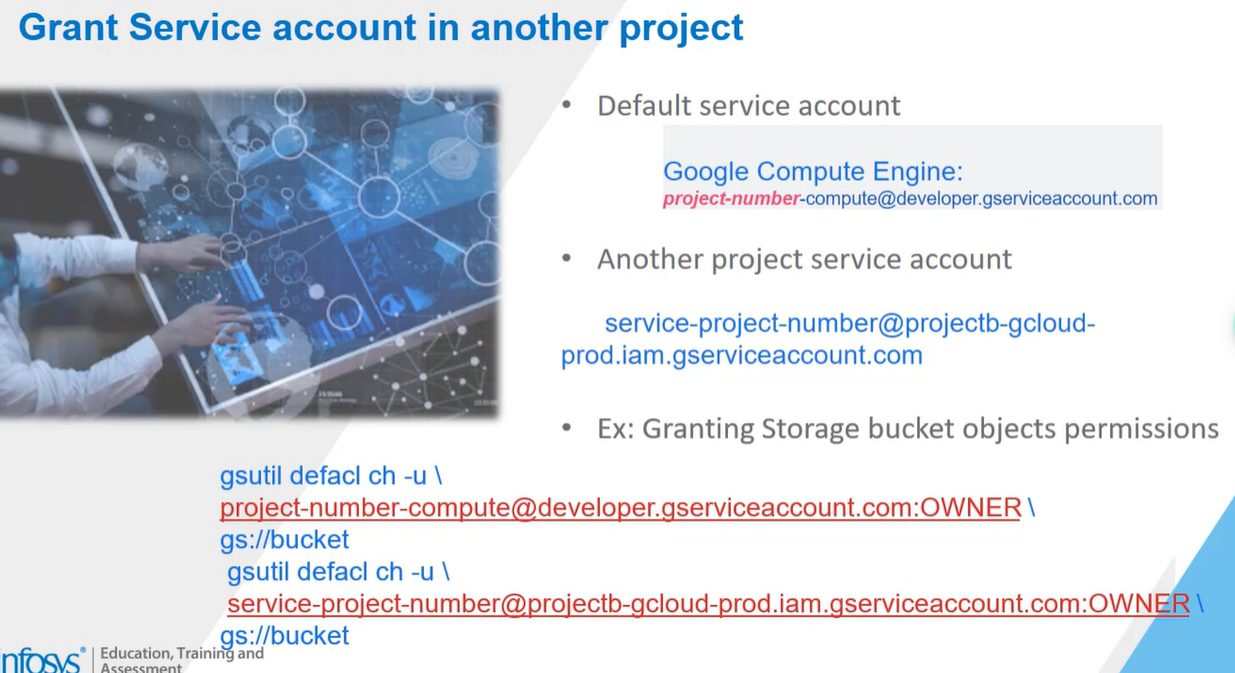 Grant Service account in another project
• Default service account
Google Compute Engine:
project-number-compute@developer.gserviceaccount.com
• Another project service account
service-project-number@projectb-gcloud-
prod.iam.gserviceaccount.com
• Ex: Granting Storage bucket objects permissions
gsutil defacl ch -u \
project-number-compute@developer.gserviceaccount.com:OWNER \
gs://bucket
gsutil defacl ch -u \
service-project-number@projectb-gcloud-prod.iam.gserviceaccount.com:OWNER \
gs://bucket
Infosys® | Education, Training and
Assessment